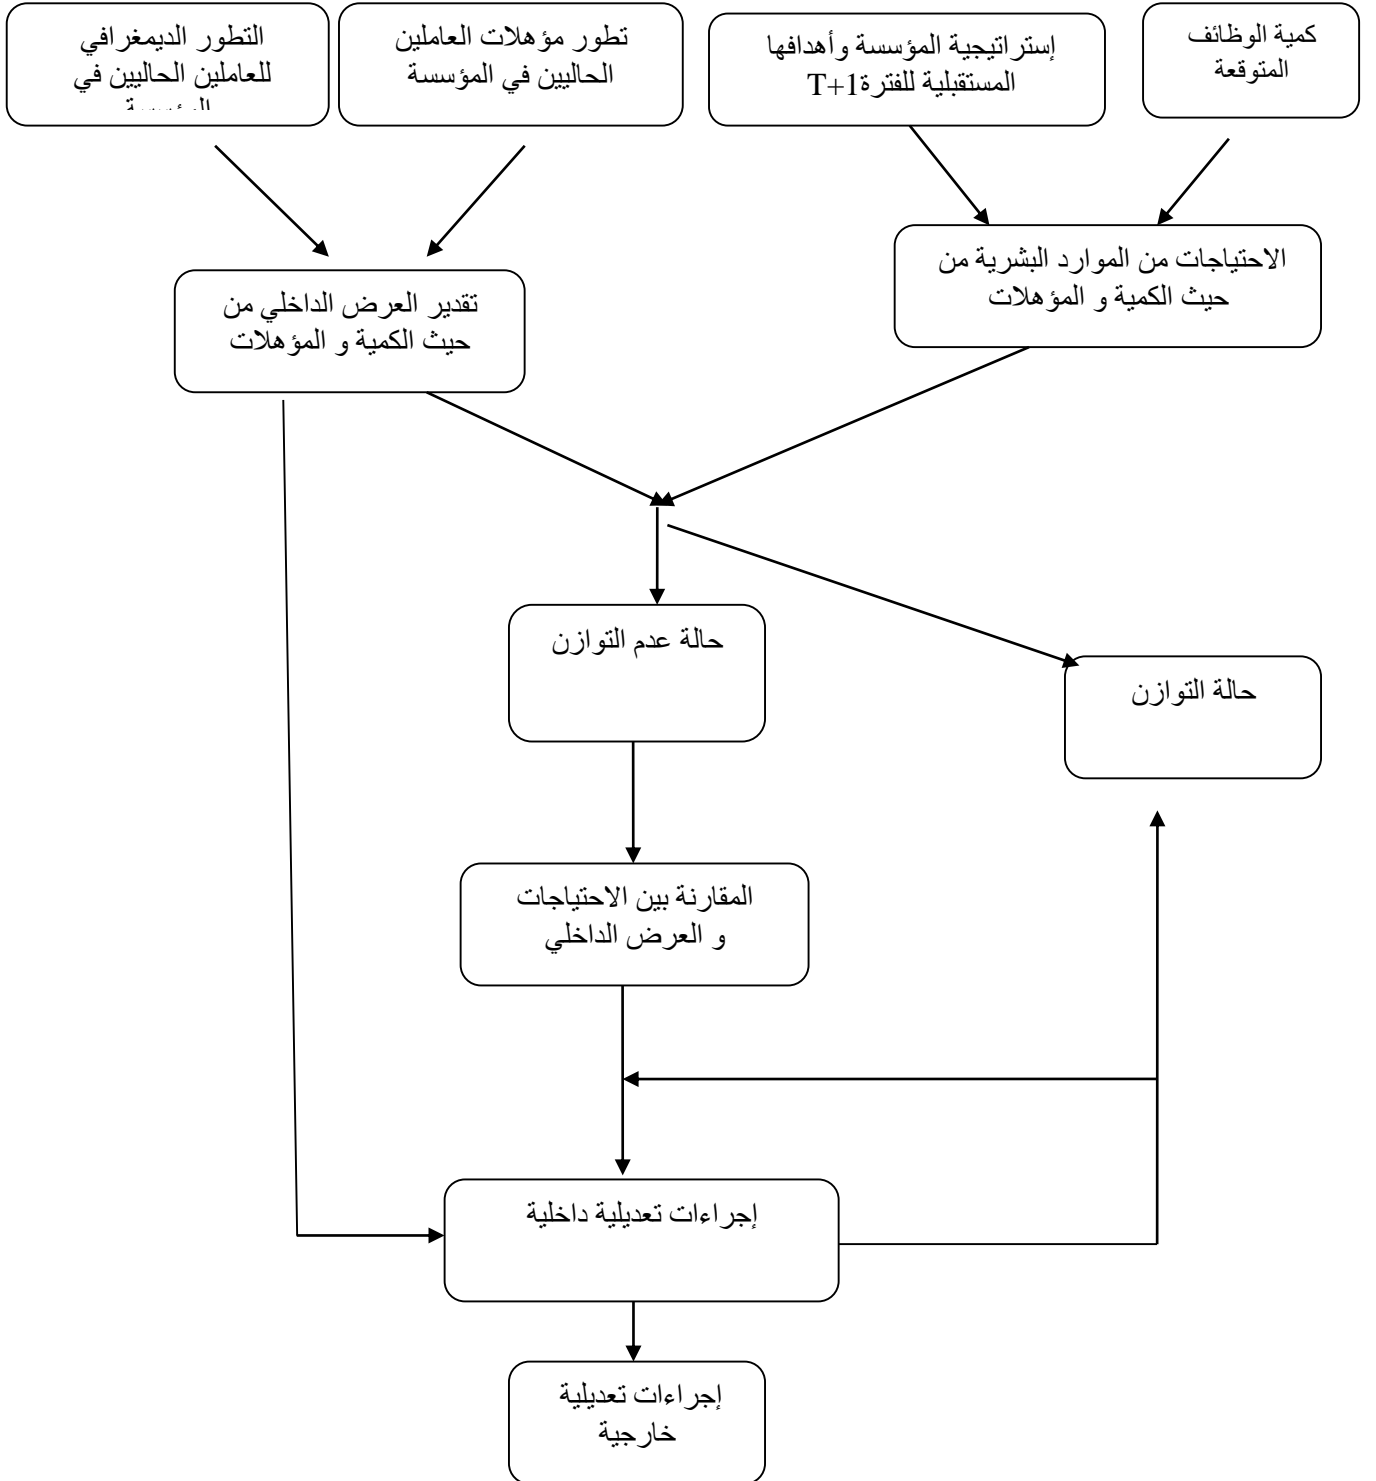 كمية الوظائف
المتوقعة
إستراتيجية المؤسسة وأهدافها
المستقبلية للفترة T+1
تطور مؤهلات العاملين
الحاليين في المؤسسة
التطور الديمغرافي
للعاملين الحاليين في
الاحتياجات من الموارد البشرية من
حيث الكمية و المؤهلات
تقدير العرض الداخلي من
حيث الكمية و المؤهلات
حالة عدم التوازن
حالة التوازن
المقارنة بين الاحتياجات
و العرض الداخلي
إجراءات تعديلية داخلية
إجراءات تعديلية
خارجية